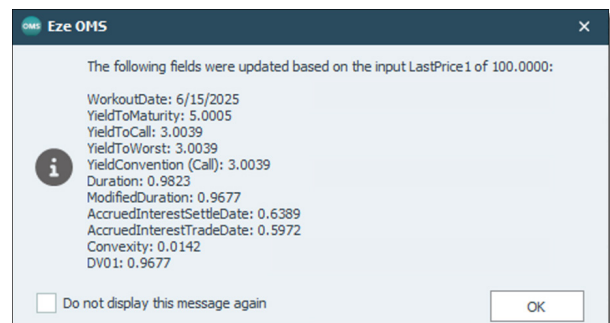 OMS Eze OMS
The following fields were updated based on the input LastPrice1 of 100.0000:
WorkoutDate: 6/15/2025
YieldToMaturity: 5.0005
YieldToCall: 3.0039
YieldToWorst: 3.0039
YieldConvention (Call): 3.0039
Duration: 0.9823
ModifiedDuration: 0.9677
AccruedInterestSettleDate: 0.6389
AccruedInterestTradeDate: 0.5972
Convexity: 0.0142
DV01: 0.9677
Do not display this message again
OK